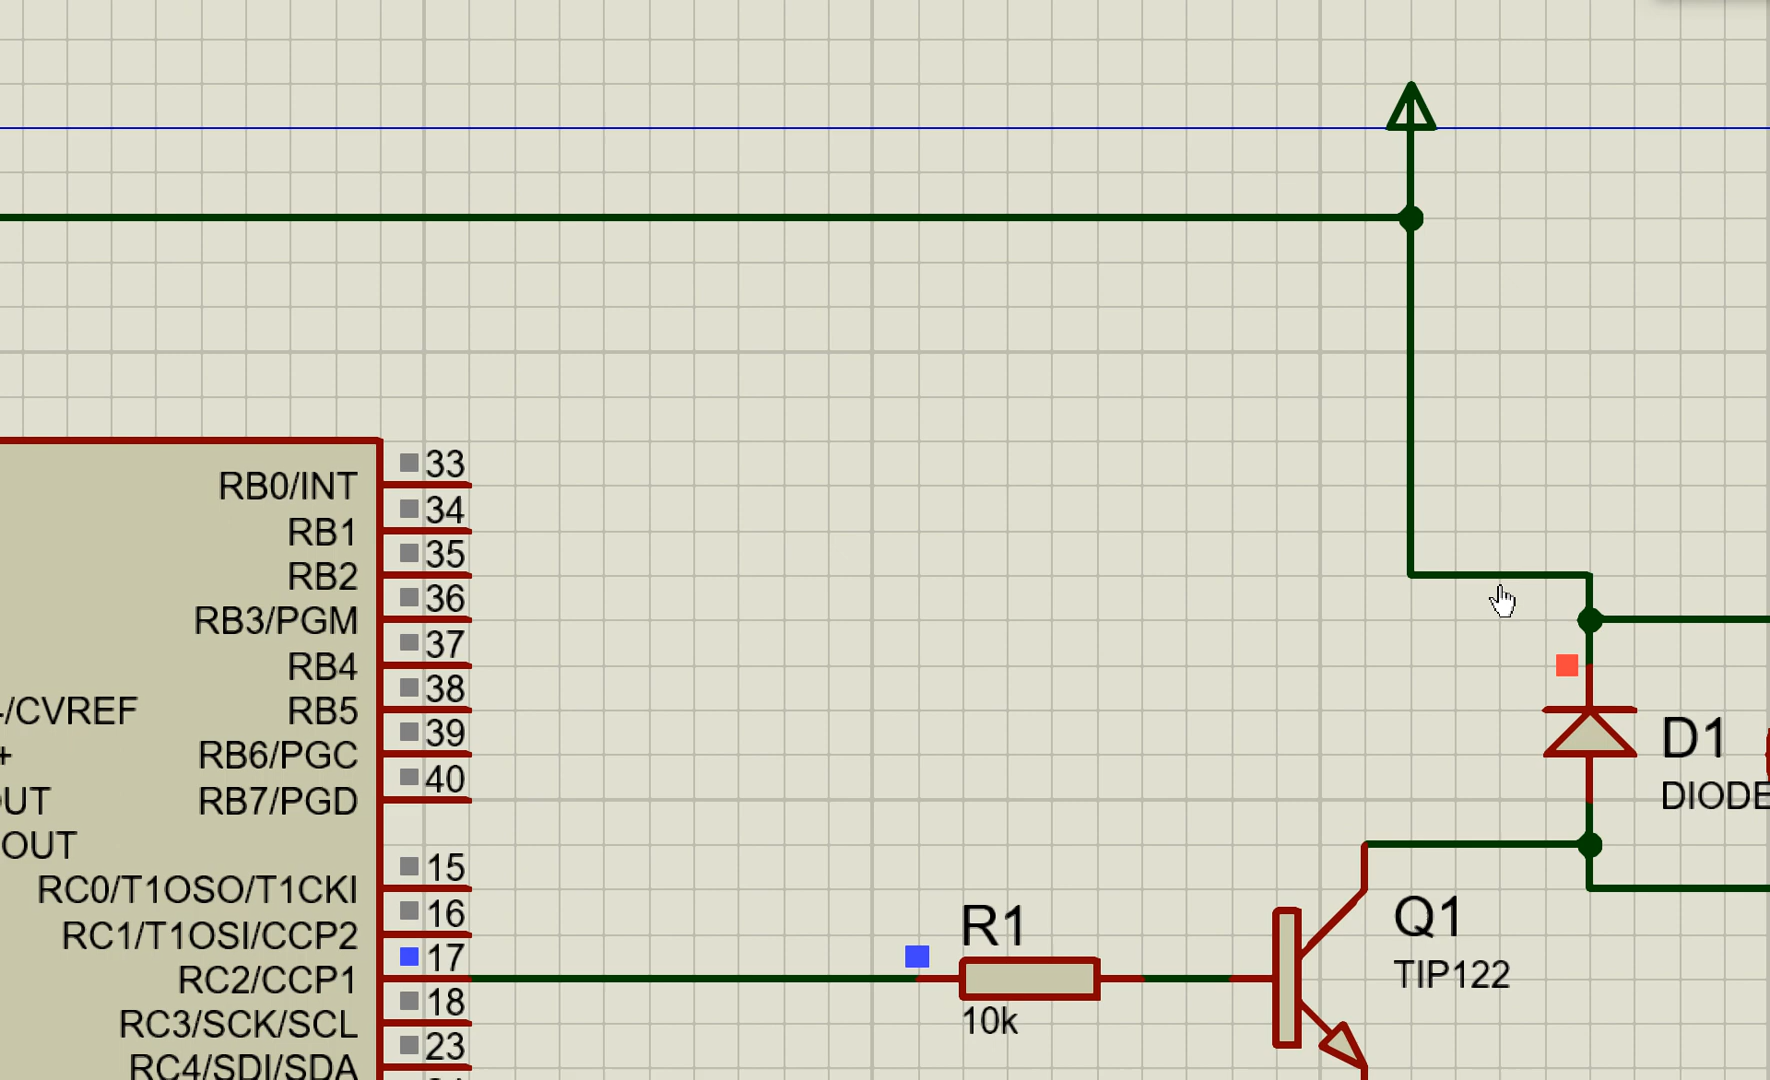 33
RB0/INT
34
RB1
35
RB2
36
RB3/PGM
37
RB4
38
/CVREF RB5
39
+ RB6/PGC
40
OUT RB7/PGD
OUT
15
RC0/T1OSO/T1CKI
16
RC1/T1OSI/CCP2
17
RC2/CCP1
18
RC3/SCK/SCL
23
RC4/SDI/SDA
D1
DIODE
R1
10k
Q1
TIP122